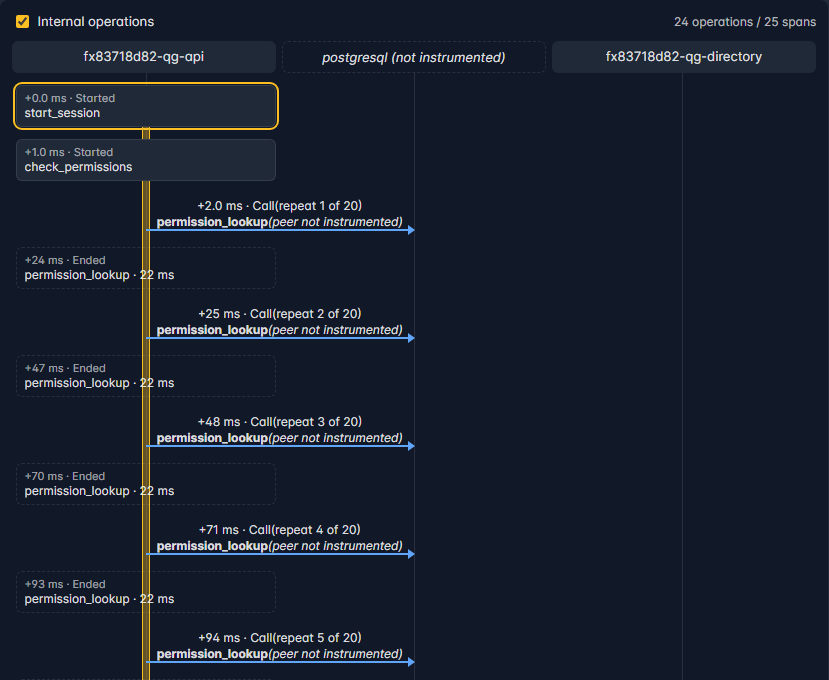 Internal operations
24 operations / 25 spans
fx83718d82-qg-api
postgresql (not instrumented)
fx83718d82-qg-directory
+0.0 ms · Started
start_session
+1.0 ms · Started
check_permissions
+2.0 ms · Call(repeat 1 of 20)
permission_lookup(peer not instrumented)
+24 ms · Ended
permission_lookup · 22 ms
+25 ms · Call(repeat 2 of 20)
permission_lookup(peer not instrumented)
+47 ms · Ended
permission_lookup · 22 ms
+48 ms · Call(repeat 3 of 20)
permission_lookup(peer not instrumented)
+70 ms · Ended
permission_lookup · 22 ms
+71 ms · Call(repeat 4 of 20)
permission_lookup(peer not instrumented)
+93 ms · Ended
permission_lookup · 22 ms
+94 ms · Call(repeat 5 of 20)
permission_lookup(peer not instrumented)